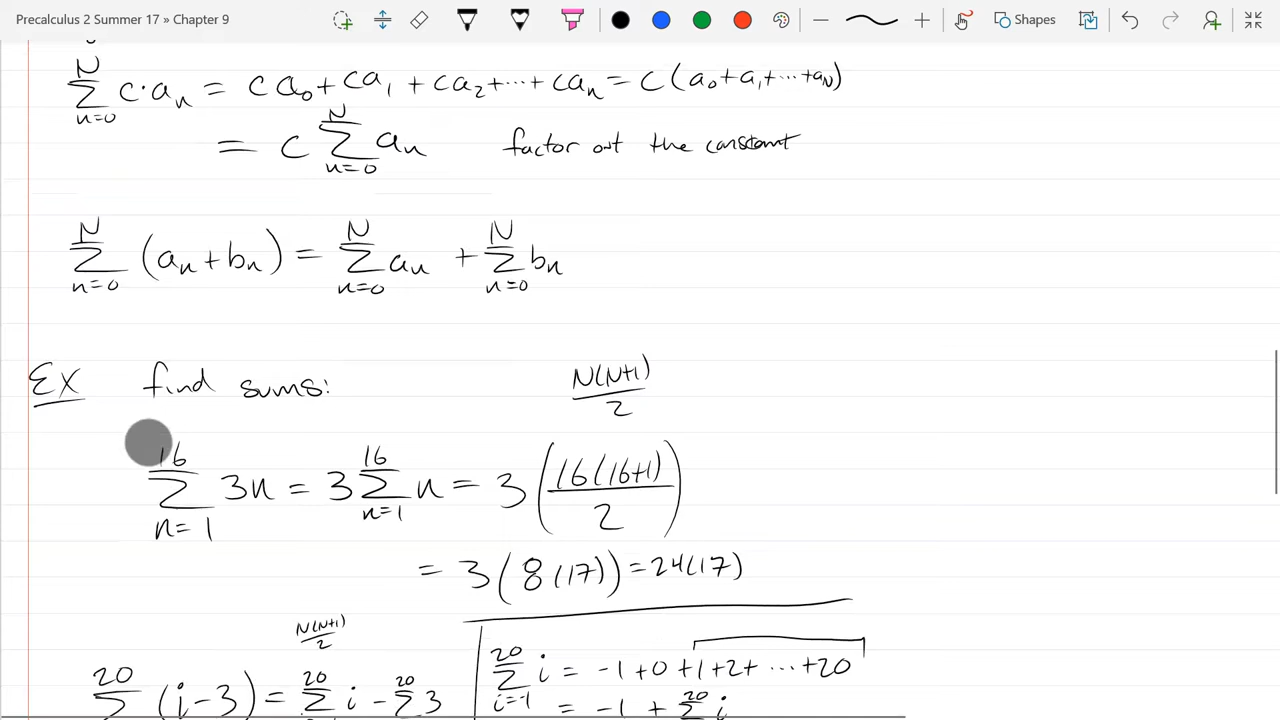 Precalculus 2 Summer 17 » Chapter 9
Shapes
N
∑ c·aₙ = ca₀ + ca₁ + ca₂ + ··· + caₙ = c(a₀ + a₁ + ··· + a_N)
n=0
N
= c ∑ aₙ factor out the constant
n=0
N N N
∑ (aₙ + bₙ) = ∑ aₙ + ∑ bₙ
n=0 n=0 n=0
EX find sums: N(N+1)/2
16 16
∑ 3n = 3 ∑ n = 3 (16(16+1)/2)
n=1 n=1
= 3(8(17)) = 24(17)
N(N+1)/2
20 20 20
∑ (i-3) = ∑ i - ∑ 3
20
∑ i = -1 + 0 + 1 + 2 + ··· + 20
i=-1
20
= -1 + ∑ i